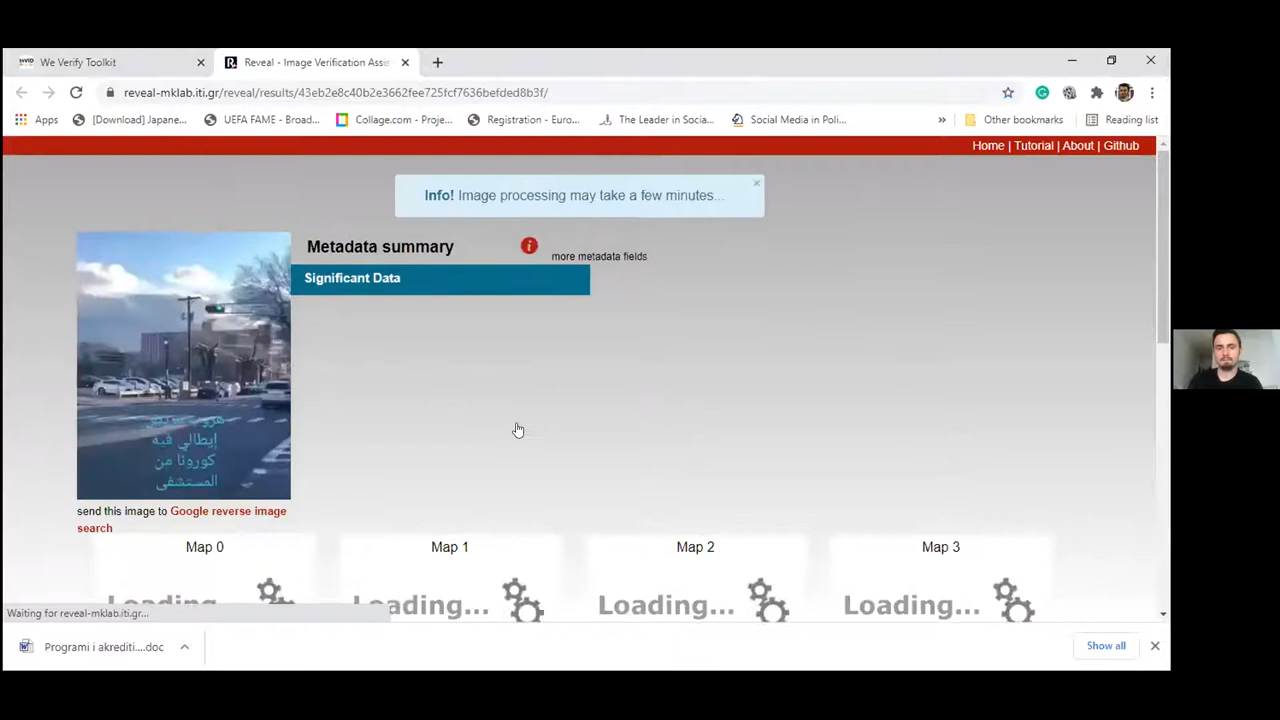 We Verify Toolkit
Reveal - Image Verification Assis
reveal-mklab.iti.gr/reveal/results/43eb2e8c40b2e3662fee725fcf7636befded8b3f/
Apps
[Download] Japane...
UEFA FAME - Broad...
Collage.com - Proje...
Registration - Euro...
The Leader in Socia...
Social Media in Poli...
»
Other bookmarks
Reading list
Home | Tutorial | About | Github
Info! Image processing may take a few minutes...
Metadata summary
more metadata fields
Significant Data
إيطالي فيه
كورونا من
المستشفى
send this image to Google reverse image
search
Map 0
Map 1
Map 2
Map 3
Loading...
Loading...
Loading...
Loading...
Waiting for reveal-mklab.iti.gr...
Programi i akrediti....doc
Show all